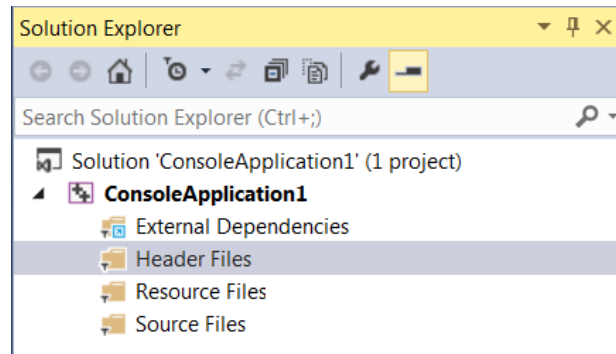 Solution Explorer
Search Solution Explorer (Ctrl+;)
Solution 'ConsoleApplication1' (1 project)
ConsoleApplication1
External Dependencies
Header Files
Resource Files
Source Files